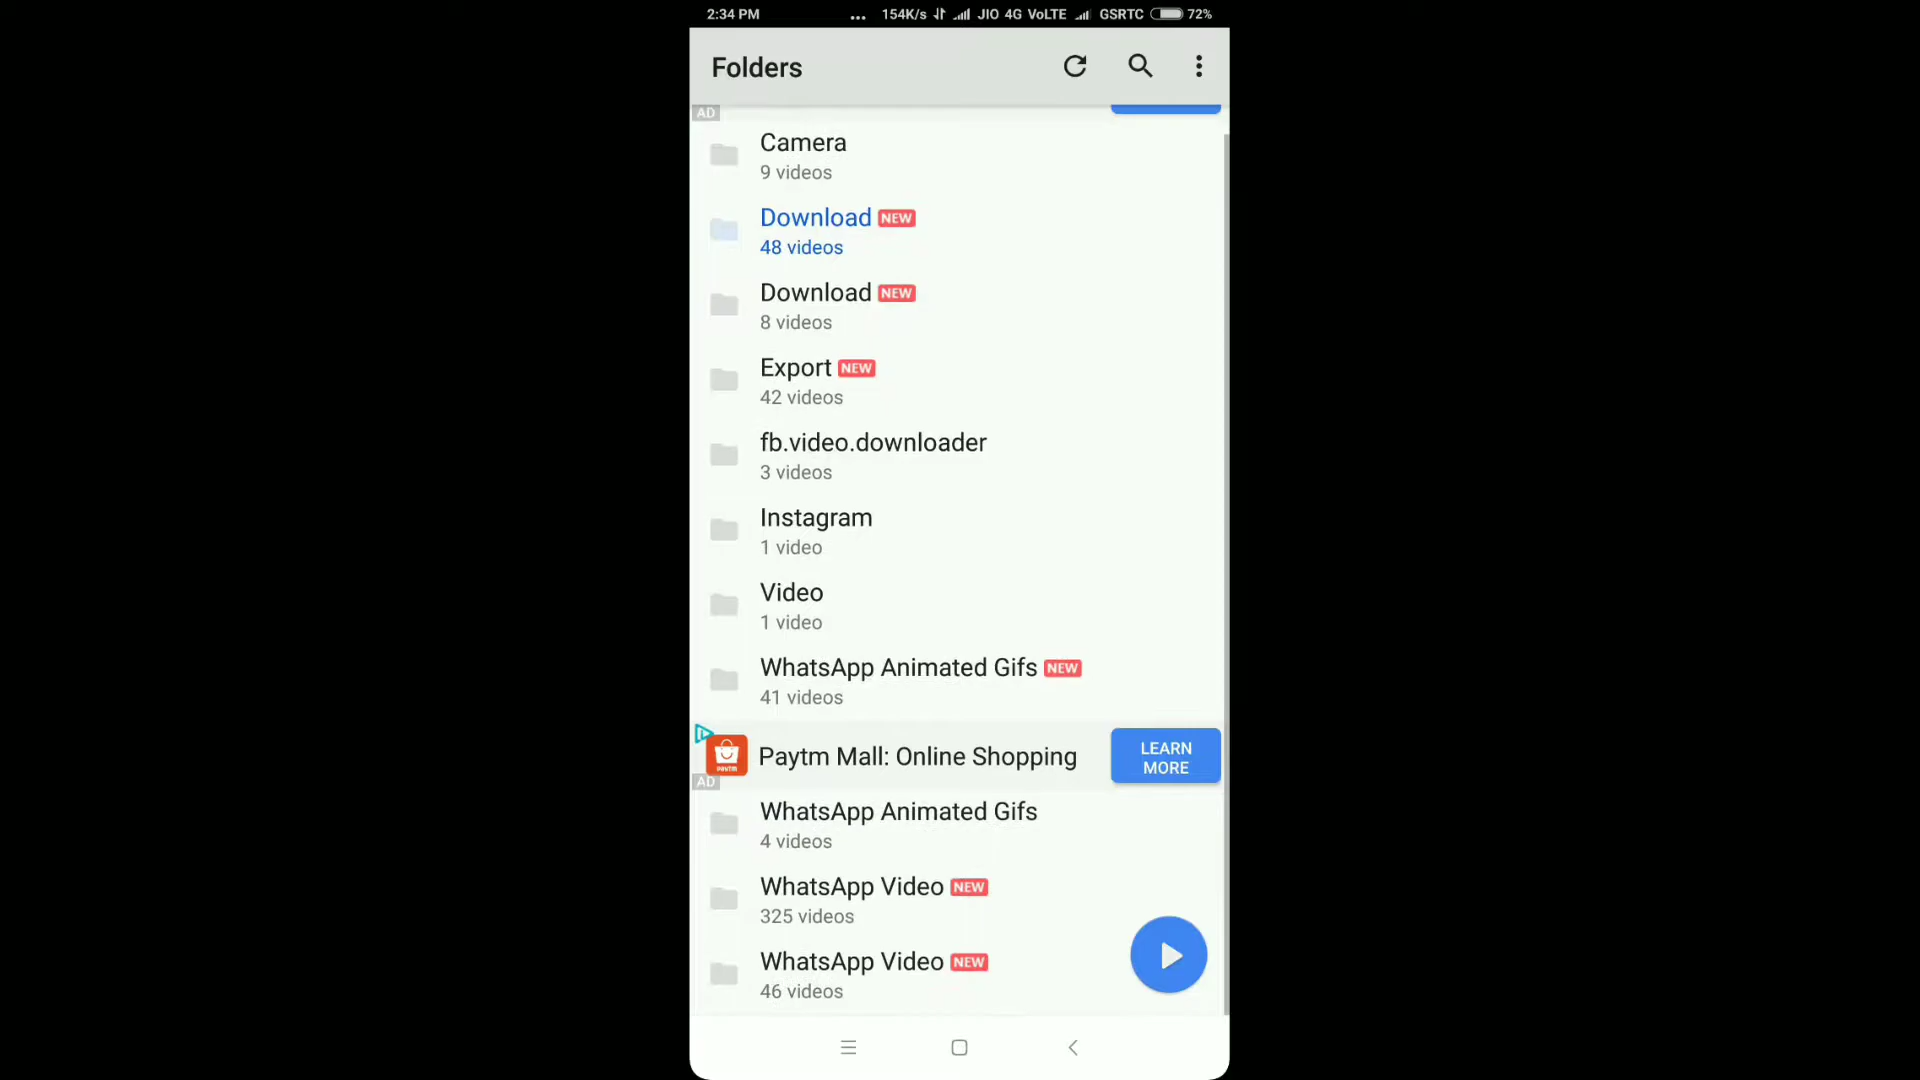 2:34 PM ... 154K/s JIO 4G VoLTE GSRTC 72%
Folders
AD
Camera
9 videos
Download NEW
48 videos
Download NEW
8 videos
Export NEW
42 videos
fb.video.downloader
3 videos
Instagram
1 video
Video
1 video
WhatsApp Animated Gifs NEW
41 videos
Paytm Mall: Online Shopping
LEARN
MORE
PAYTM
AD
WhatsApp Animated Gifs
4 videos
WhatsApp Video NEW
325 videos
WhatsApp Video NEW
46 videos